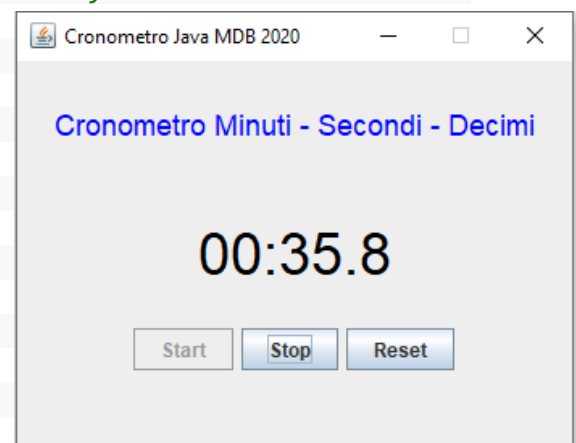 Cronometro Java MDB 2020
Cronometro Minuti - Secondi - Decimi
00:35.8
Start Stop Reset